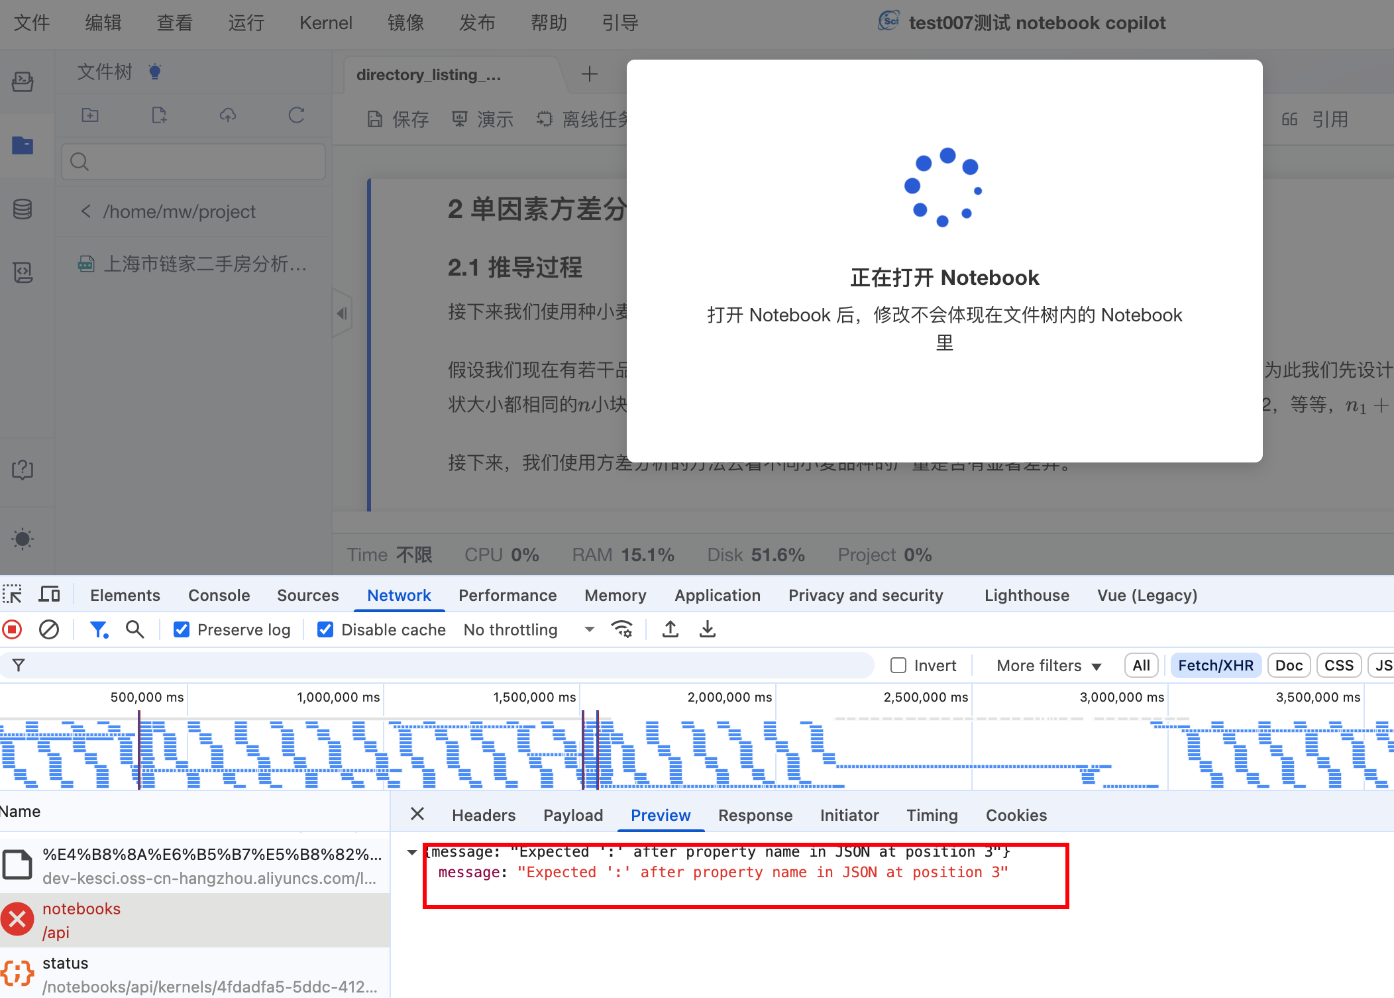 文件 编辑 查看 运行 Kernel 镜像 发布 帮助 引导 test007测试 notebook copilot
文件树
directory_listing_...
保存 演示 离线任务 引用
/home/mw/project
上海市链家二手房分析...
2 单因素方差分
2.1 推导过程
接下来我们使用种小麦
假设我们现在有若干品 为此我们先设计
状大小都相同的n小块 2，等等，n₁ +
接下来，我们使用方差分析的方法去看不同小麦品种的产量是否有显著差异。
正在打开 Notebook
打开 Notebook 后，修改不会体现在文件树内的 Notebook
里
Time 不限 CPU 0% RAM 15.1% Disk 51.6% Project 0%
Elements Console Sources Network Performance Memory Application Privacy and security Lighthouse Vue (Legacy)
Preserve log Disable cache No throttling
Invert More filters All Fetch/XHR Doc CSS JS
500,000 ms 1,000,000 ms 1,500,000 ms 2,000,000 ms 2,500,000 ms 3,000,000 ms 3,500,000 ms
Name
Headers Payload Preview Response Initiator Timing Cookies
%E4%B8%8A%E6%B5%B7%E5%B8%82%...
dev-kesci.oss-cn-hangzhou.aliyuncs.com/l...
notebooks
/api
status
/notebooks/api/kernels/4fdadfa5-5ddc-412...
{message: "Expected ':' after property name in JSON at position 3"}
message: "Expected ':' after property name in JSON at position 3"